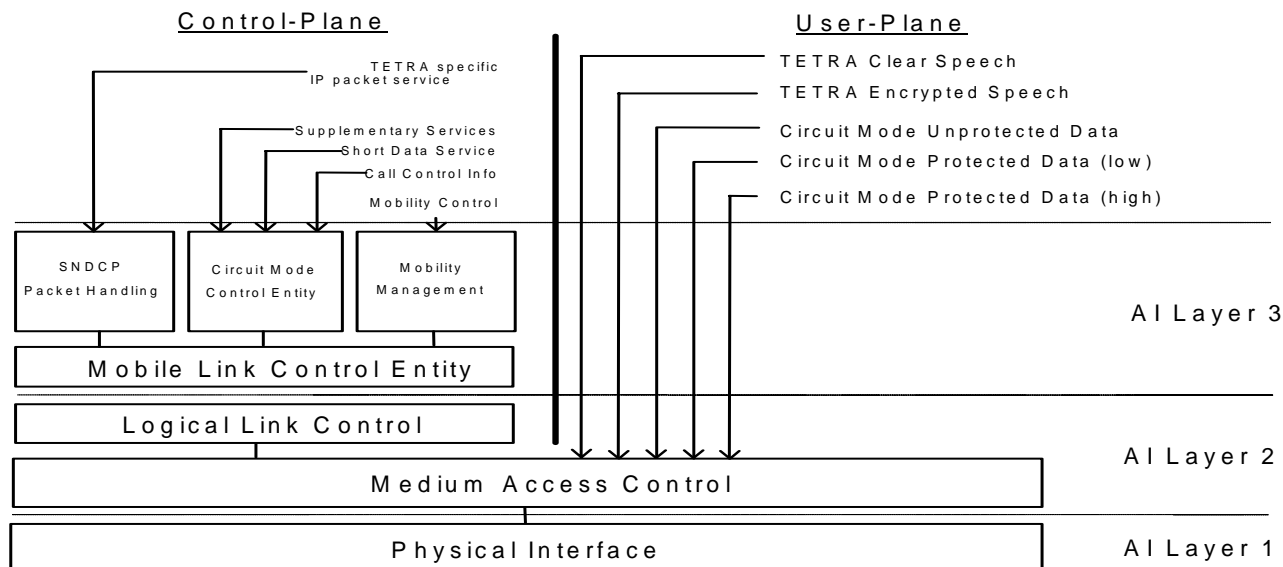 Control-Plane
User-Plane
TETRA specific
IP packet service
Supplementary Services
Short Data Service
Call Control Info
Mobility Control
TETRA Clear Speech
TETRA Encrypted Speech
Circuit Mode Unprotected Data
Circuit Mode Protected Data (low)
Circuit Mode Protected Data (high)
SNDCP
Packet Handling
Circuit Mode
Control Entity
Mobility
Management
AI Layer 3
Mobile Link Control Entity
Logical Link Control
AI Layer 2
Medium Access Control
Physical Interface
AI Layer 1